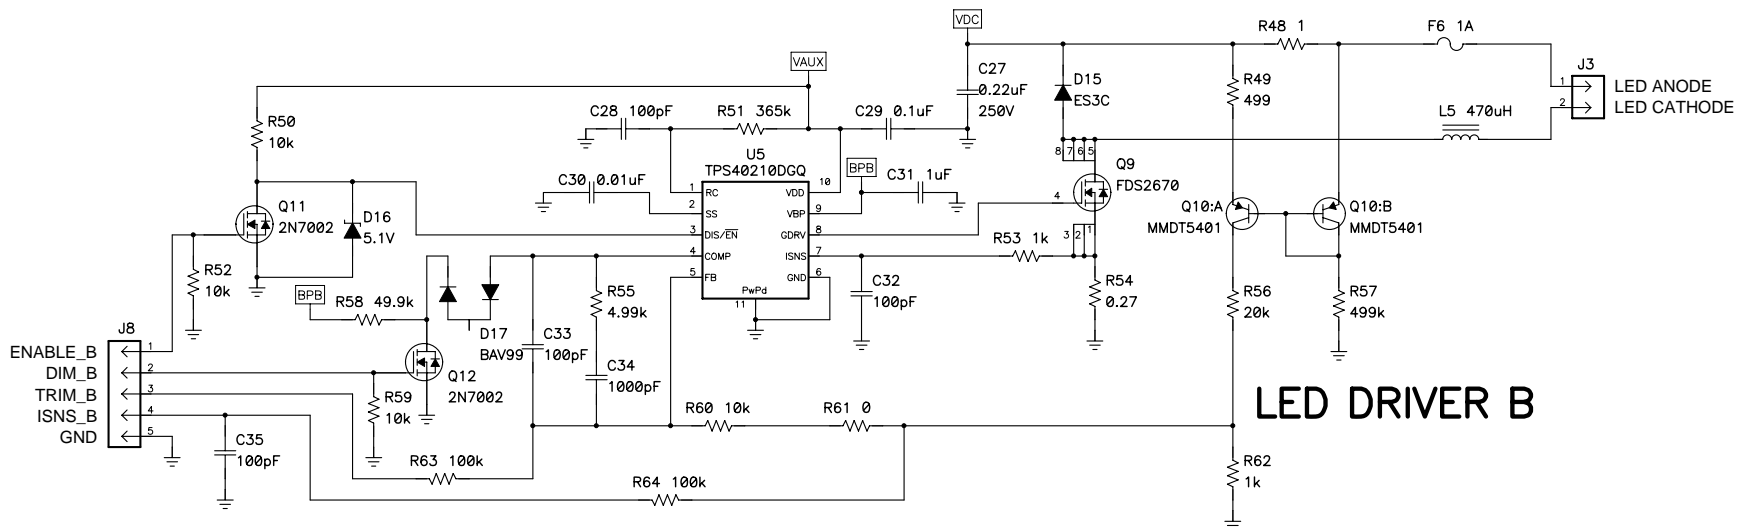 VDC
R48 1
F6 1A
VAUX
C27
0.22uF
250V
D15
ES3C
R49
499
J3
1
2
LED ANODE
LED CATHODE
L5 470uH
R50
10k
C28 100pF
R51 365k
C29 0.1uF
U5
TPS40210DGQ
BPB
C31 1uF
C30 0.01uF
8
7
6
5
Q9
FDS2670
4
1 RC
2 SS
3 DIS/EN
4 COMP
5 FB
VDD 10
VBP 9
GDRV 8
ISNS 7
GND 6
PwPd
11
Q11
2N7002
D16
5.1V
Q10:A
MMDT5401
Q10:B
MMDT5401
3
2
1
R53 1k
R52
10k
BPB
R58 49.9k
R55
4.99k
C32
100pF
R54
0.27
R56
20k
R57
499k
D17
BAV99
C33
100pF
J8
ENABLE_B 1
DIM_B 2
TRIM_B 3
ISNS_B 4
GND 5
Q12
2N7002
C34
1000pF
R59
10k
R60 10k
R61 0
LED DRIVER B
C35
100pF
R63 100k
R64 100k
R62
1k